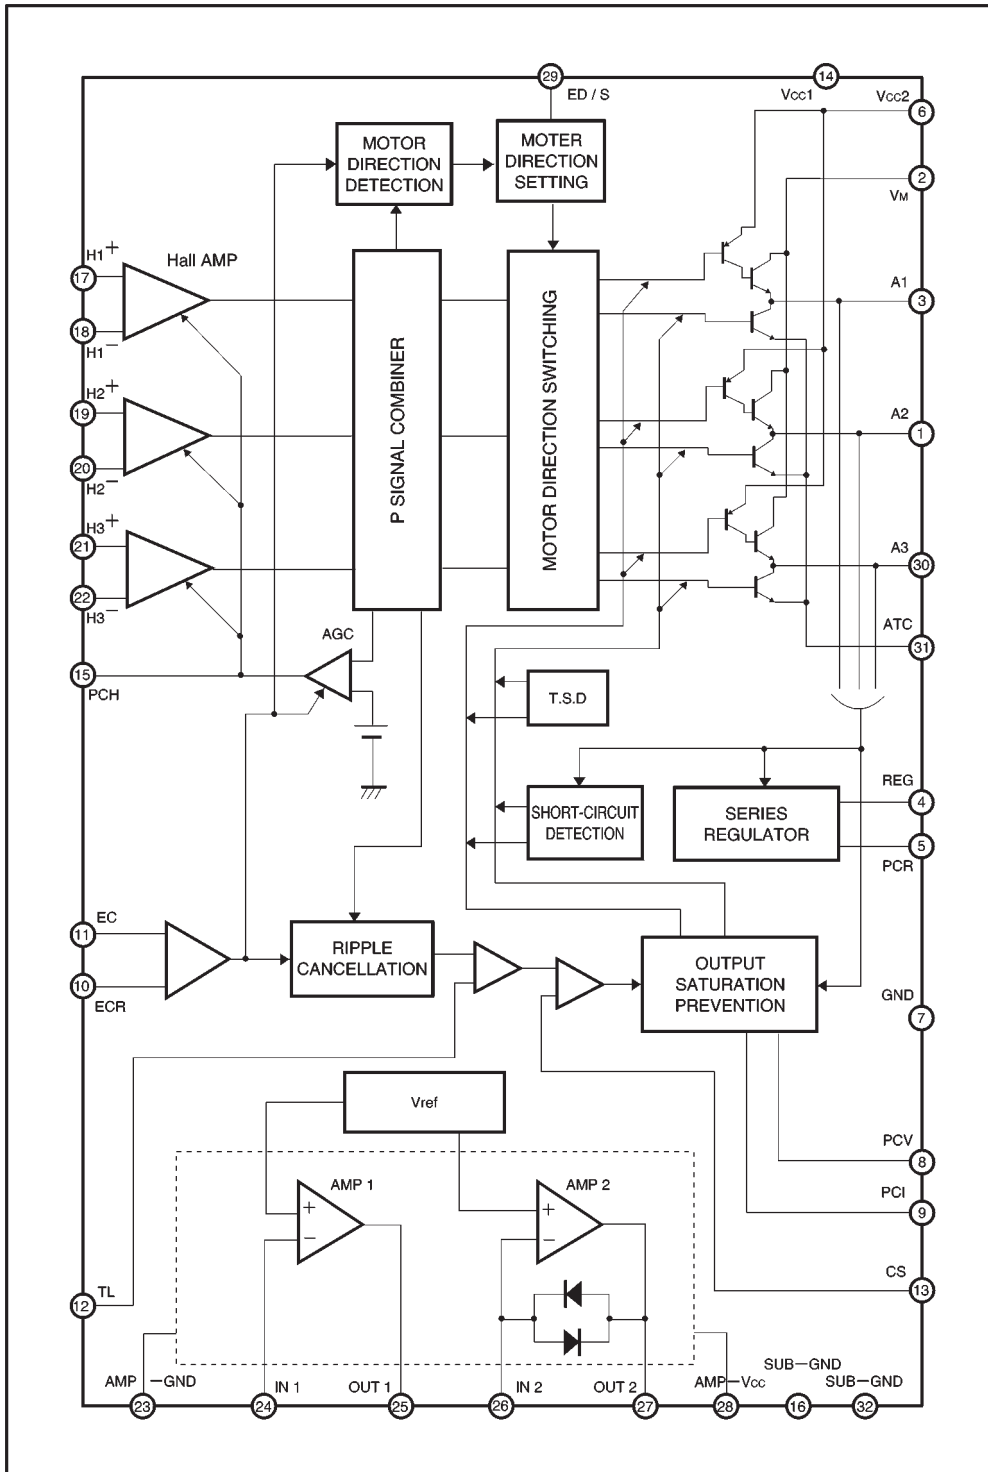 29
ED / S
14
VCC1
VCC2
6
MOTOR
DIRECTION
DETECTION
MOTER
DIRECTION
SETTING
2
VM
H1+
17
Hall AMP
18
H1−
A1
3
H2+
19
20
H2−
A2
1
P SIGNAL COMBINER
MOTOR DIRECTION SWITCHING
H3+
21
22
H3−
A3
30
ATC
31
AGC
15
PCH
T.S.D
SHORT-CIRCUIT
DETECTION
SERIES
REGULATOR
REG
4
5
PCR
EC
11
10
ECR
RIPPLE
CANCELLATION
OUTPUT
SATURATION
PREVENTION
GND
7
Vref
PCV
8
PCI
9
AMP 1
+
−
AMP 2
+
−
CS
13
TL
12
AMP −GND
23
IN 1
24
OUT 1
25
IN 2
26
OUT 2
27
AMP−VCC
28
SUB−GND
16
SUB−GND
32